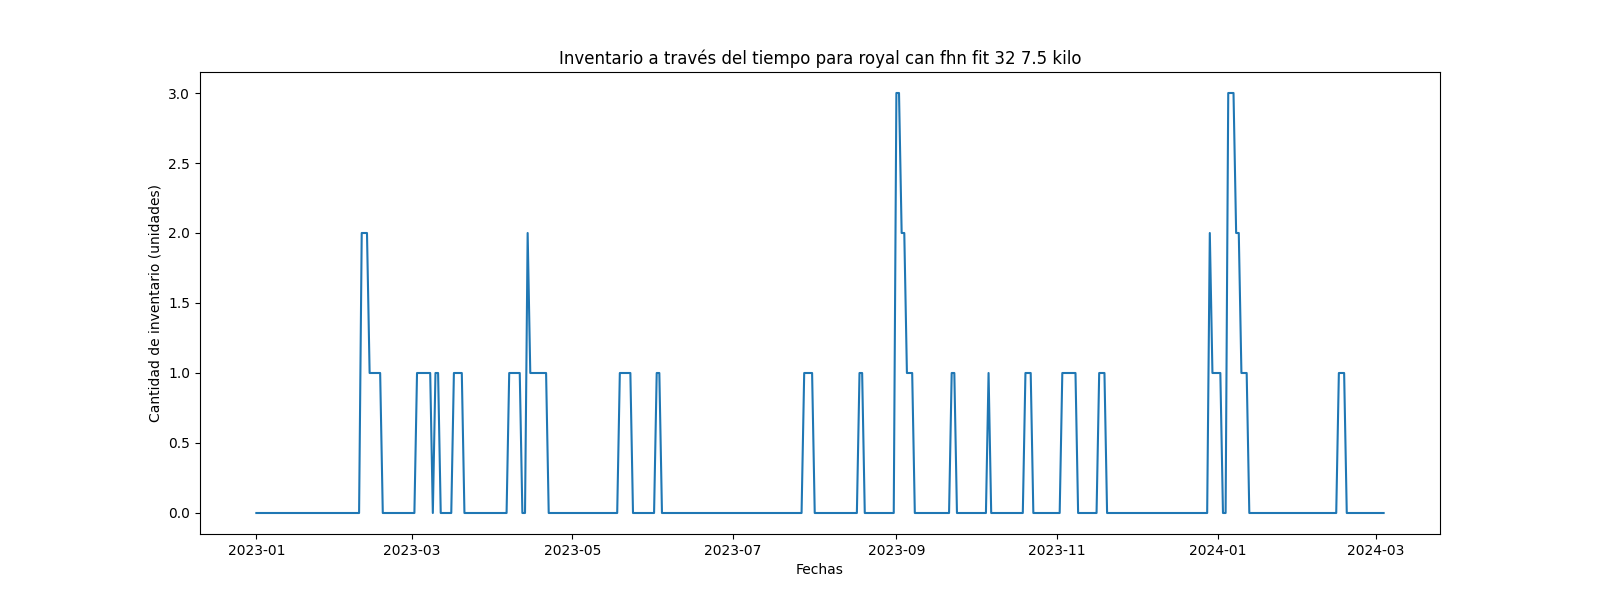 Inventario a través del tiempo para royal can fhn fit 32 7.5 kilo
Cantidad de inventario (unidades)
3.0
2.5
2.0
1.5
1.0
0.5
0.0
2023-01 2023-03 2023-05 2023-07 2023-09 2023-11 2024-01 2024-03
Fechas